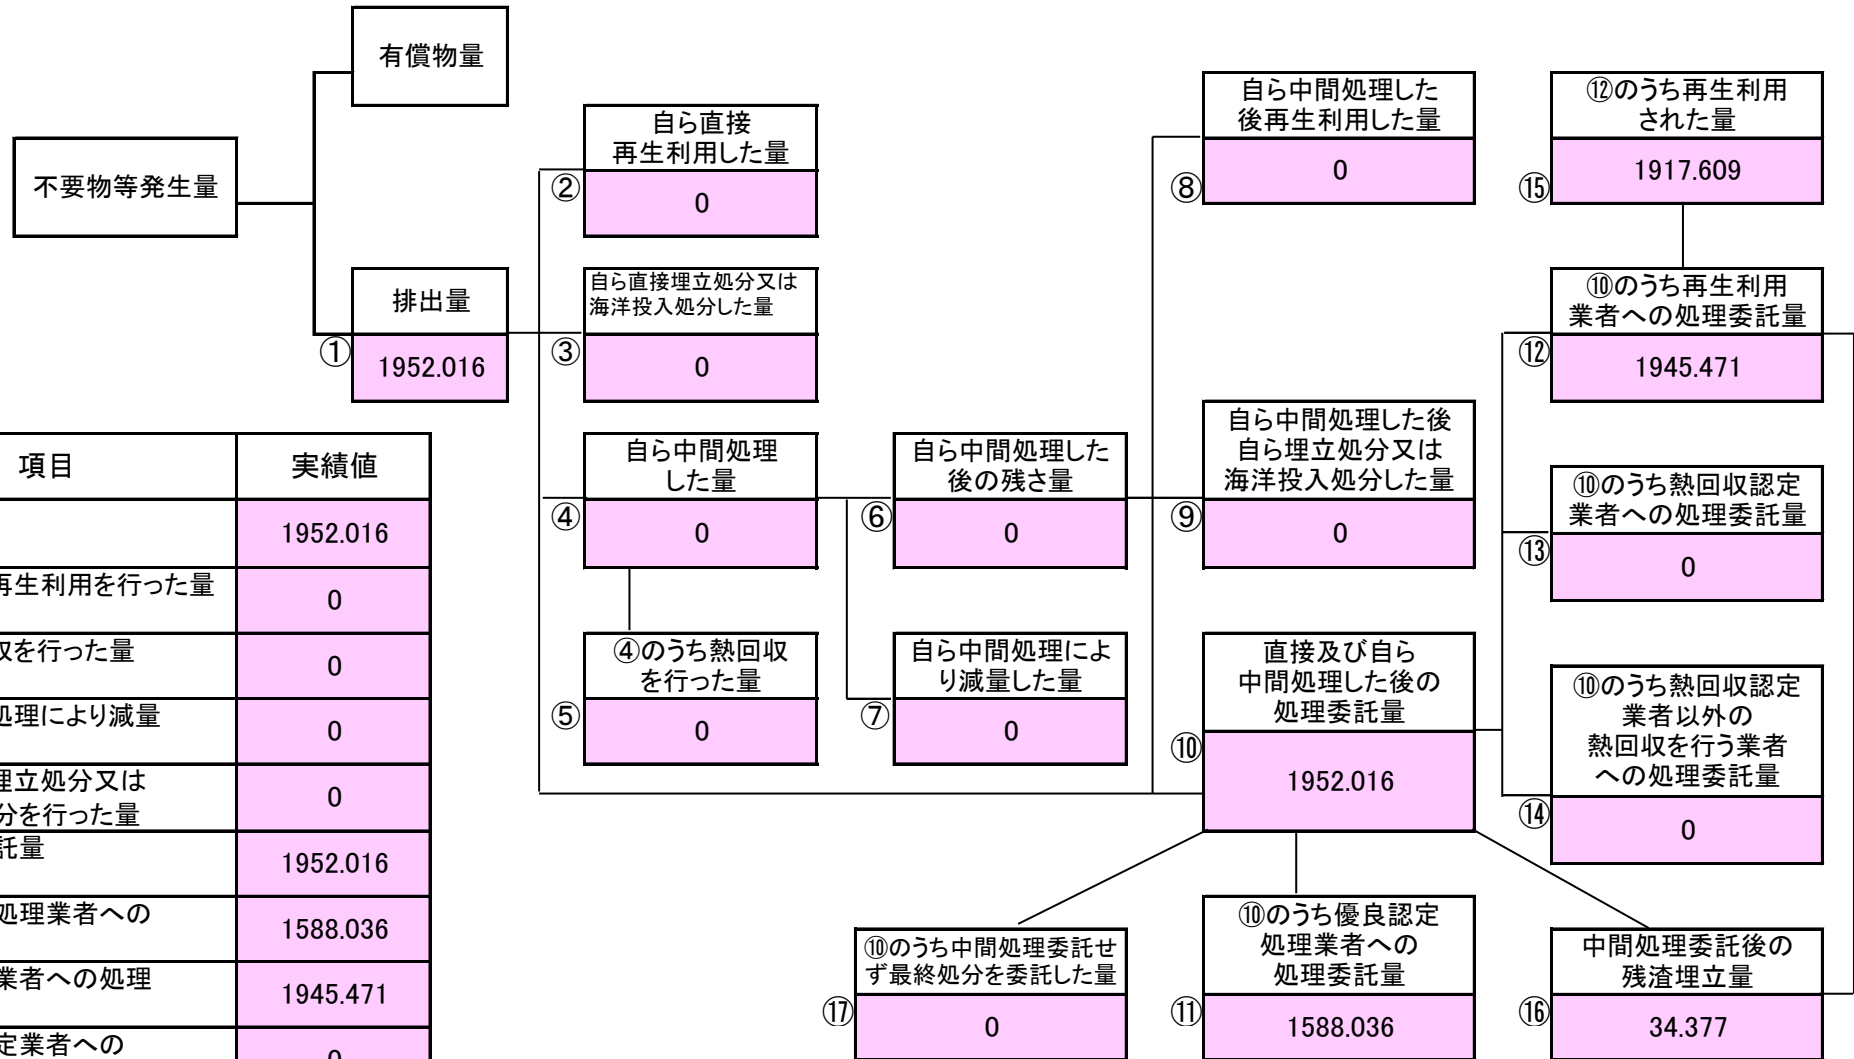 有償物量
不要物等発生量
排出量
①
1952.016
自ら直接
再生利用した量
②
0
自ら直接埋立処分又は
海洋投入処分した量
③
0
自ら中間処理
した量
④
0
④のうち熱回収
を行った量
⑤
0
自ら中間処理した
後の残さ量
⑥
0
自ら中間処理によ
り減量した量
⑦
0
自ら中間処理した
後再生利用した量
⑧
0
自ら中間処理した後
自ら埋立処分又は
海洋投入処分した量
⑨
0
直接及び自ら
中間処理した後の
処理委託量
⑩
1952.016
⑩のうち優良認定
処理業者への
処理委託量
⑪
1588.036
⑫のうち再生利用
された量
⑮
1917.609
⑩のうち再生利用
業者への処理委託量
⑫
1945.471
⑩のうち熱回収認定
業者への処理委託量
⑬
0
⑩のうち熱回収認定
業者以外の
熱回収を行う業者
への処理委託量
⑭
0
中間処理委託後の
残渣埋立量
⑯
34.377
⑩のうち中間処理委託せ
ず最終処分を委託した量
⑰
0
項目 実績値
1952.016
再生利用を行った量
0
を行った量
0
処理により減量
0
埋立処分又は
分を行った量
0
託量
1952.016
処理業者への
1588.036
業者への処理
1945.471
定業者への
0